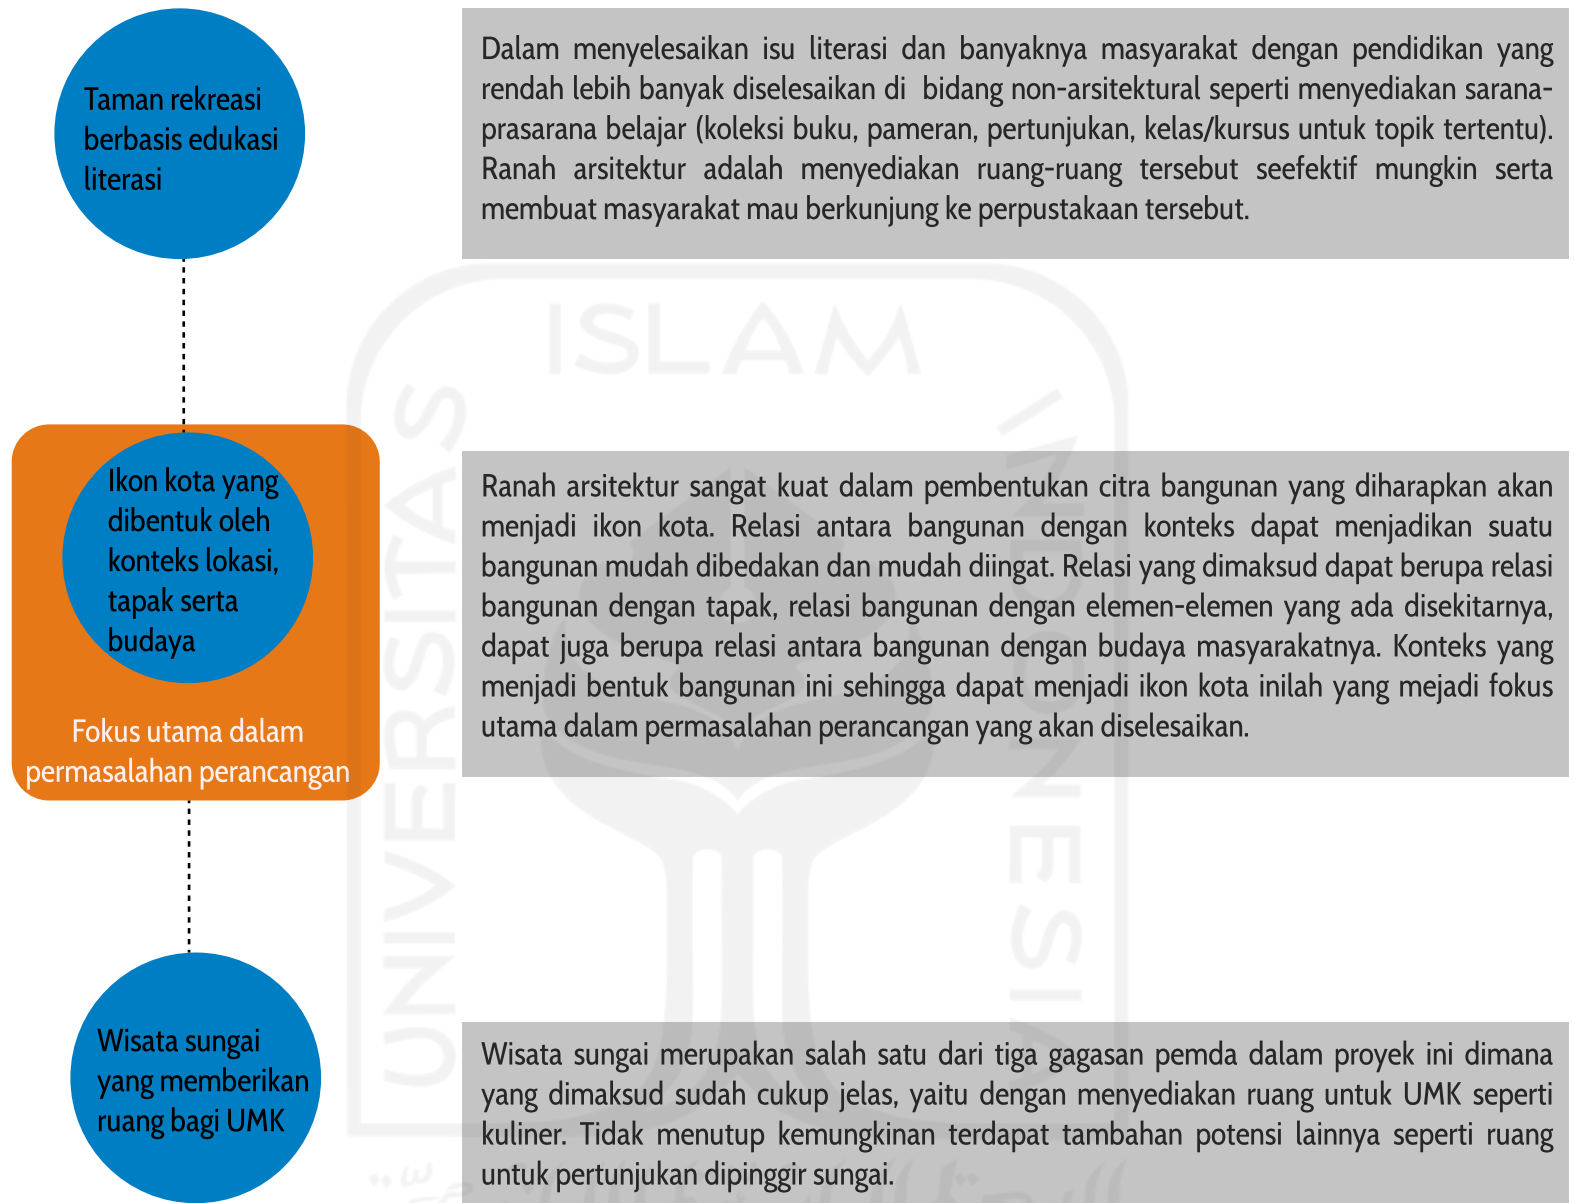 Taman rekreasi
berbasis edukasi
literasi
Dalam menyelesaikan isu literasi dan banyaknya masyarakat dengan pendidikan yang
rendah lebih banyak diselesaikan di bidang non-arsitektural seperti menyediakan sarana-
prasarana belajar (koleksi buku, pameran, pertunjukan, kelas/kursus untuk topik tertentu).
Ranah arsitektur adalah menyediakan ruang-ruang tersebut seefektif mungkin serta
membuat masyarakat mau berkunjung ke perpustakaan tersebut.
Ikon kota yang
dibentuk oleh
konteks lokasi,
tapak serta
budaya
Fokus utama dalam
permasalahan perancangan
Ranah arsitektur sangat kuat dalam pembentukan citra bangunan yang diharapkan akan
menjadi ikon kota. Relasi antara bangunan dengan konteks dapat menjadikan suatu
bangunan mudah dibedakan dan mudah diingat. Relasi yang dimaksud dapat berupa relasi
bangunan dengan tapak, relasi bangunan dengan elemen-elemen yang ada disekitarnya,
dapat juga berupa relasi antara bangunan dengan budaya masyarakatnya. Konteks yang
menjadi bentuk bangunan ini sehingga dapat menjadi ikon kota inilah yang mejadi fokus
utama dalam permasalahan perancangan yang akan diselesaikan.
Wisata sungai
yang memberikan
ruang bagi UMK
Wisata sungai merupakan salah satu dari tiga gagasan pemda dalam proyek ini dimana
yang dimaksud sudah cukup jelas, yaitu dengan menyediakan ruang untuk UMK seperti
kuliner. Tidak menutup kemungkinan terdapat tambahan potensi lainnya seperti ruang
untuk pertunjukan dipinggir sungai.
UNIVERSITAS
ISLAM
INDONESIA